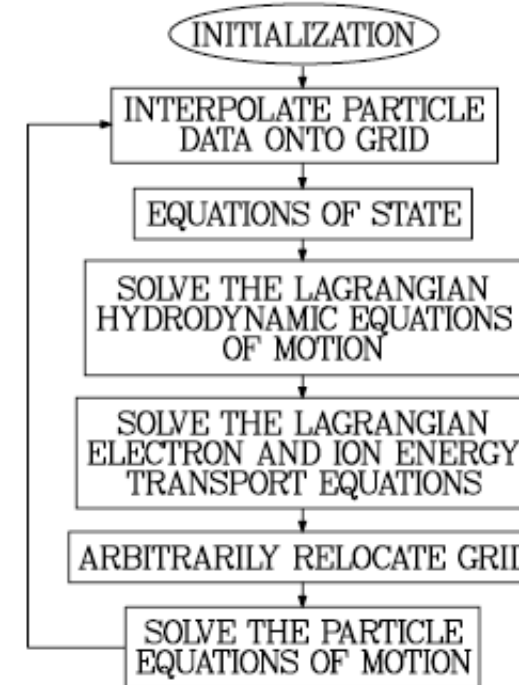 INITIALIZATION
INTERPOLATE PARTICLE
DATA ONTO GRID
EQUATIONS OF STATE
SOLVE THE LAGRANGIAN
HYDRODYNAMIC EQUATIONS
OF MOTION
SOLVE THE LAGRANGIAN
ELECTRON AND ION ENERGY
TRANSPORT EQUATIONS
ARBITRARILY RELOCATE GRID
SOLVE THE PARTICLE
EQUATIONS OF MOTION